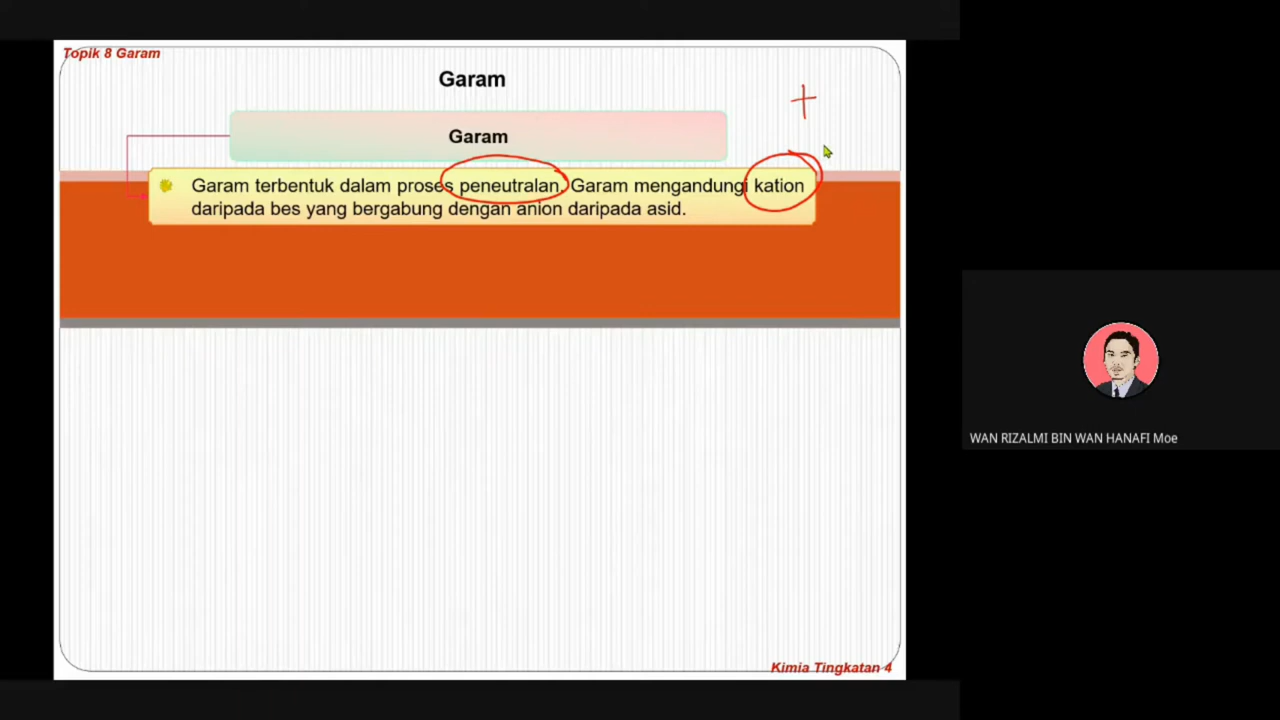 Topik 8 Garam
Garam
+
Garam
Garam terbentuk dalam proses peneutralan. Garam mengandungi kation
daripada bes yang bergabung dengan anion daripada asid.
WAN RIZALMI BIN WAN HANAFI Moe
Kimia Tingkatan 4